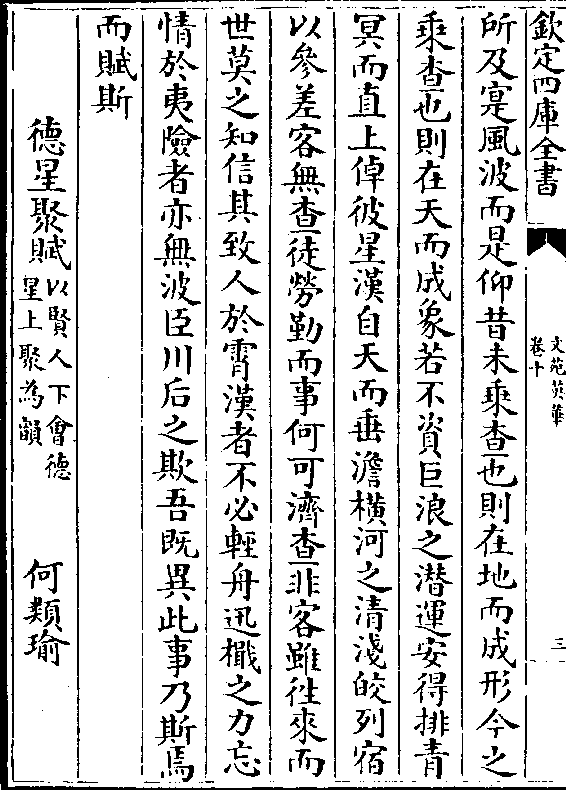 欽定四庫全書
文苑英華
卷十
三
所及寔風波而是仰昔未乘查也則在地而成形今之
乘查也則在天而成象若不資巨浪之潛運安得排青
冥而直上倬彼星漢自天而垂澹橫河之清淺皎列宿
以參差客無查徒勞勤而事何可濟查非客雖徃來而
世莫之知信其致人於霄漢者不必輕舟迅檝之力忘
情於夷險者亦無波臣川后之欺吾既異此事乃斯焉
而賦斯
德星聚賦以賢人下會德
星上聚為韻
何類瑜